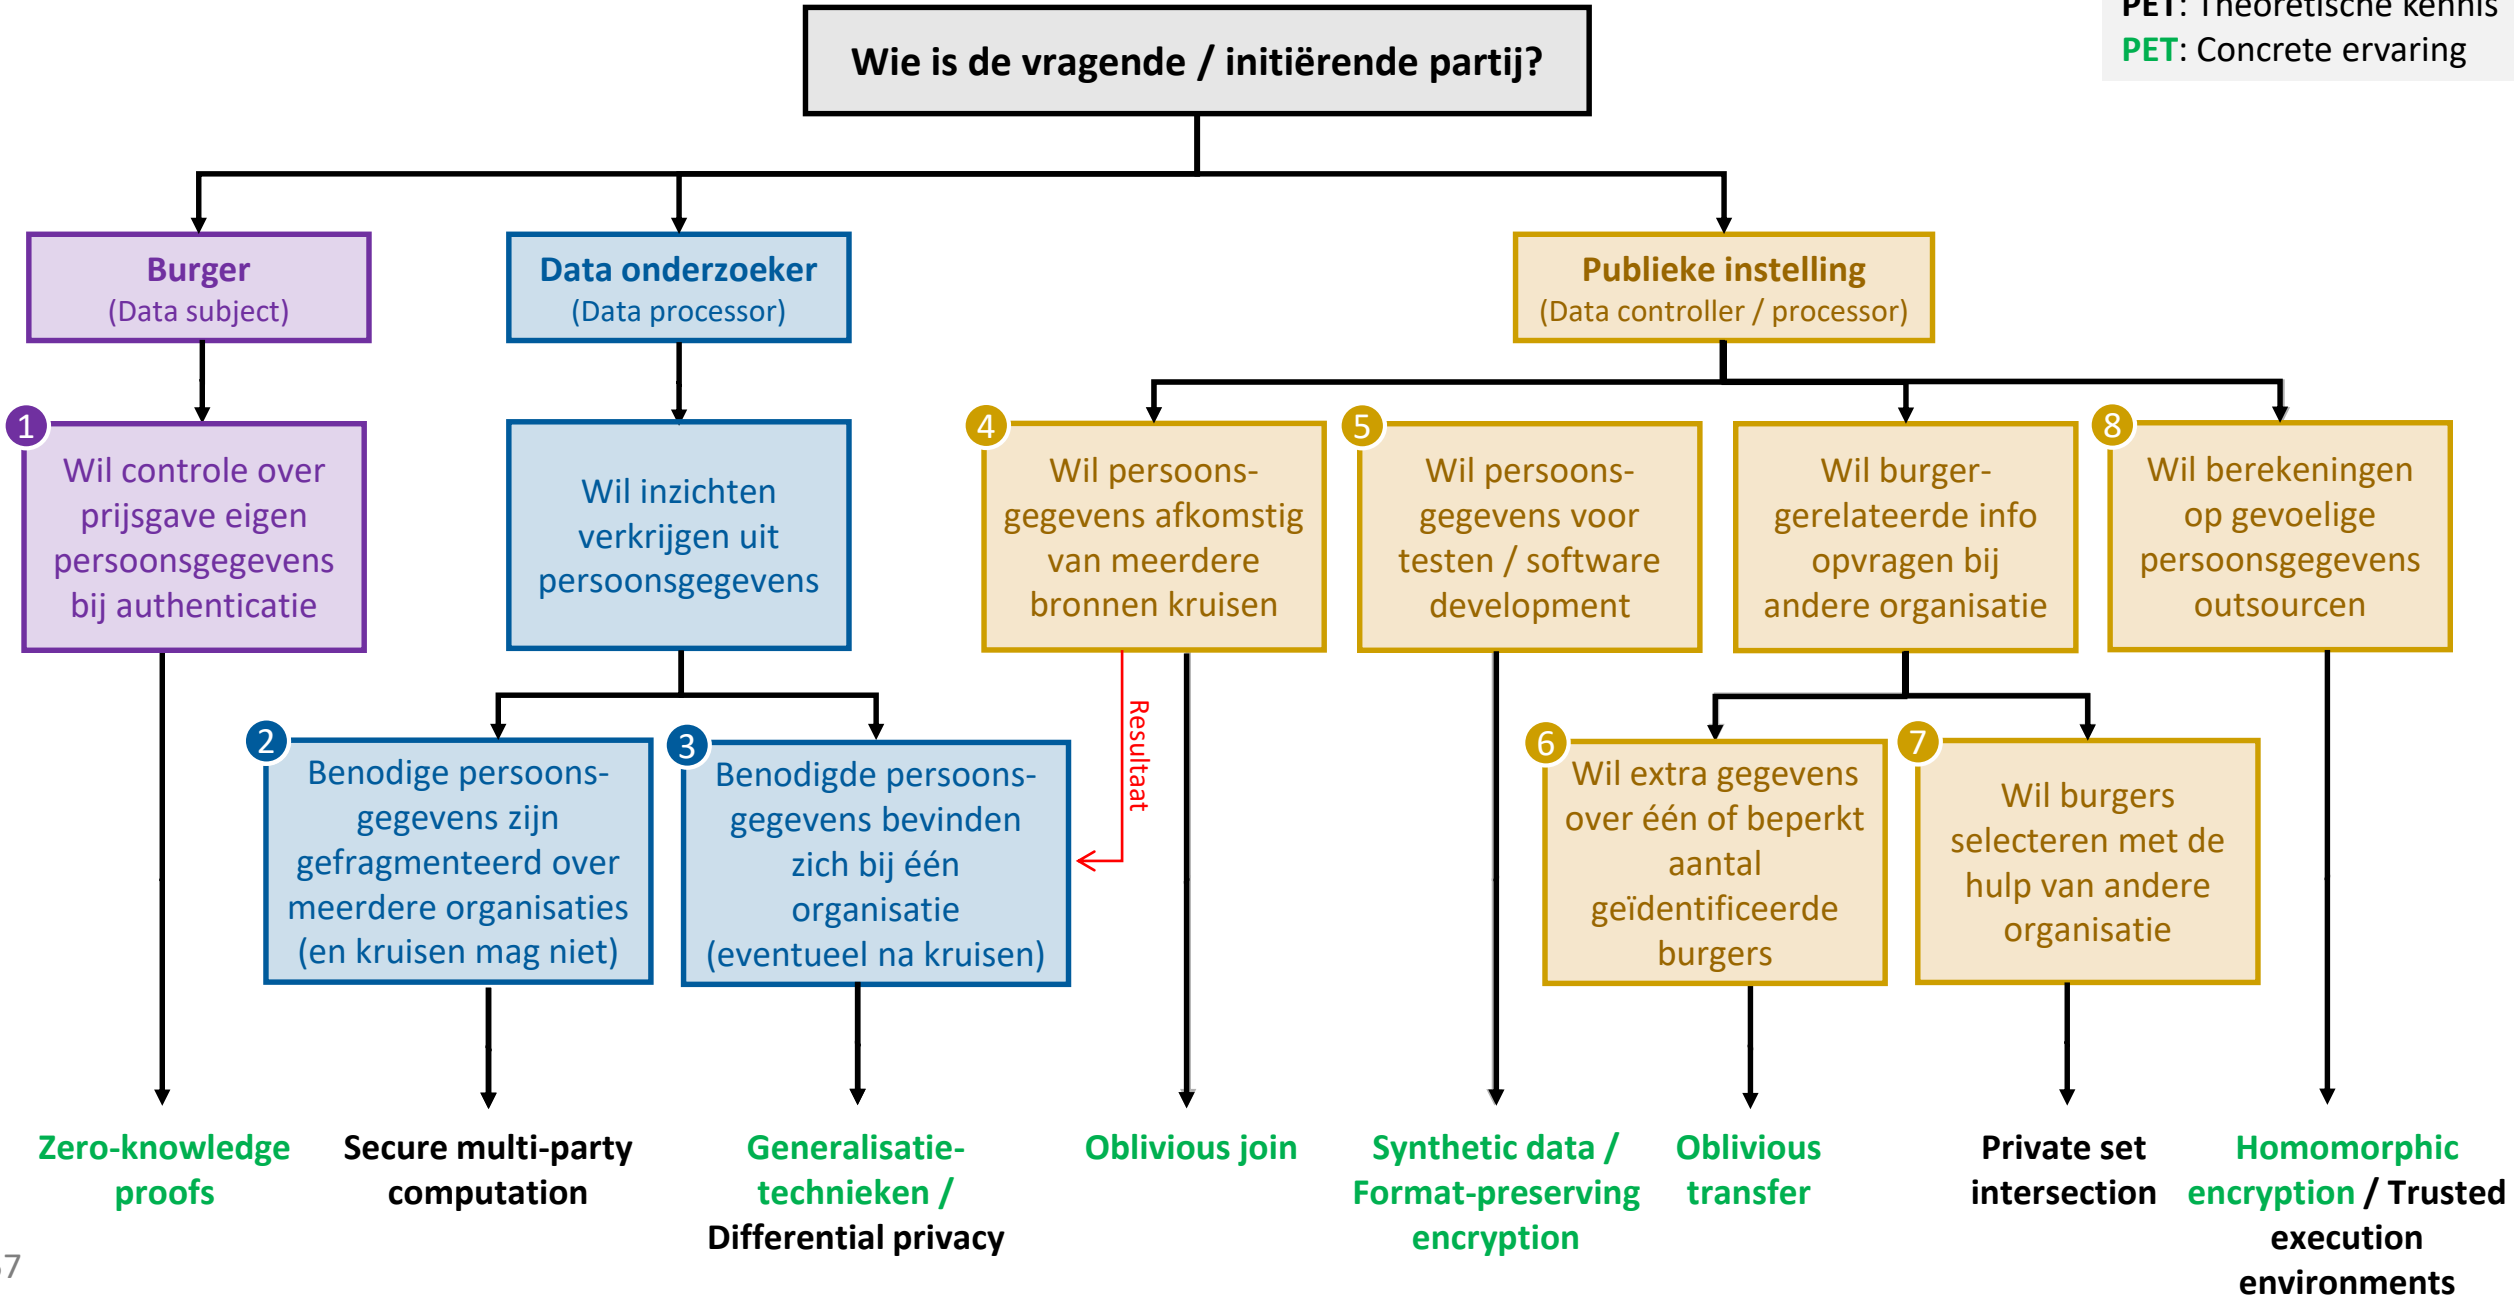 PET: Theoretische kennis
PET: Concrete ervaring
Wie is de vragende / initiërende partij?
Burger
(Data subject)
Data onderzoeker
(Data processor)
Publieke instelling
(Data controller / processor)
1
Wil controle over
prijsgave eigen
persoonsgegevens
bij authenticatie
Wil inzichten
verkrijgen uit
persoonsgegevens
4
Wil persoons-
gegevens afkomstig
van meerdere
bronnen kruisen
5
Wil persoons-
gegevens voor
testen / software
development
Wil burger-
gerelateerde info
opvragen bij
andere organisatie
8
Wil berekeningen
op gevoelige
persoonsgegevens
outsourcen
Resultaat
2
Benodige persoons-
gegevens zijn
gefragmenteerd over
meerdere organisaties
(en kruisen mag niet)
3
Benodigde persoons-
gegevens bevinden
zich bij één
organisatie
(eventueel na kruisen)
6
Wil extra gegevens
over één of beperkt
aantal
geïdentificeerde
burgers
7
Wil burgers
selecteren met de
hulp van andere
organisatie
Zero-knowledge
proofs
Secure multi-party
computation
Generalisatie-
technieken /
Differential privacy
Oblivious join
Synthetic data /
Format-preserving
encryption
Oblivious
transfer
Private set
intersection
Homomorphic
encryption / Trusted
execution
environments